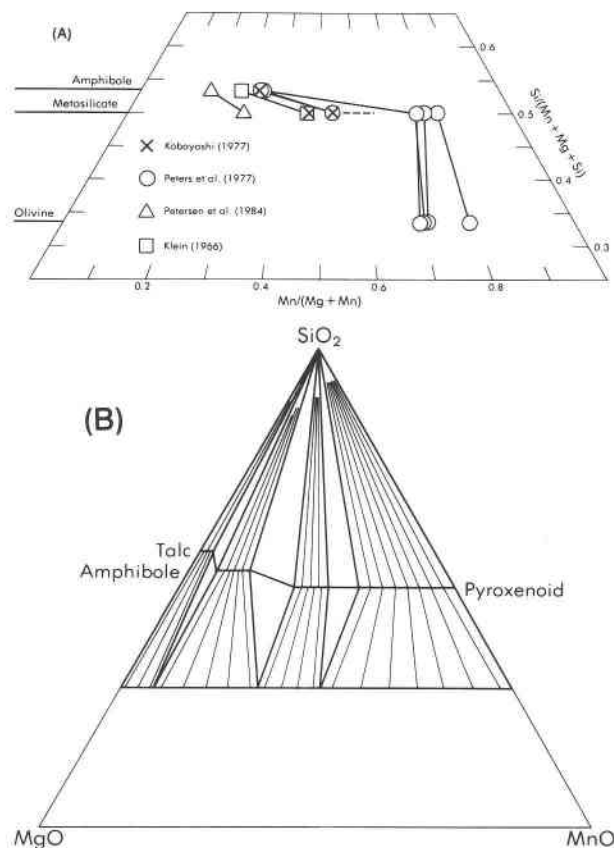 (A)
0.6
Amphibole
Metosilicate
0.5
Si/(Mn + Mg + Si)
Kobayashi (1977)
Peters et al. (1977)
0.4
Petersen et al. (1984)
Olivine
Klein (1966)
0.3
0.2
0.4
0.6
0.8
Mn/(Mg + Mn)
SiO₂
(B)
Talc
Amphibole
Pyroxenoid
MgO
MnO